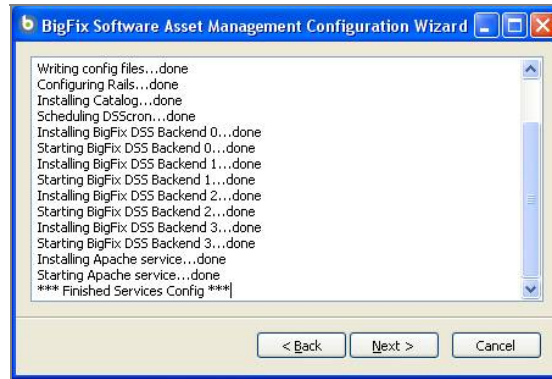 BigFix Software Asset Management Configuration Wizard
Writing config files...done
Configuring Rails...done
Installing Catalog...done
Scheduling DSScron...done
Installing BigFix DSS Backend 0...done
Starting BigFix DSS Backend 0...done
Installing BigFix DSS Backend 1...done
Starting BigFix DSS Backend 1...done
Installing BigFix DSS Backend 2...done
Starting BigFix DSS Backend 2...done
Installing BigFix DSS Backend 3...done
Starting BigFix DSS Backend 3...done
Installing Apache service...done
Starting Apache service...done
*** Finished Services Config ***
< Back Next > Cancel